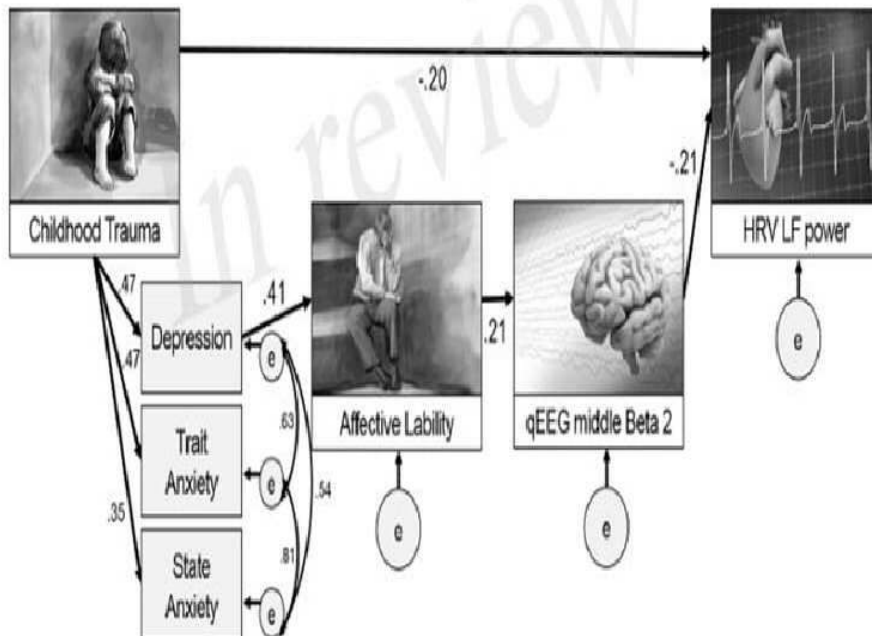 In review
-.20
-.21
Childhood Trauma
HRV LF power
.47
.41
Depression
e
.21
e
.47
.63
Affective Lability
qEEG middle Beta 2
Trait
Anxiety
e
.54
.35
e
e
.81
State
Anxiety
e